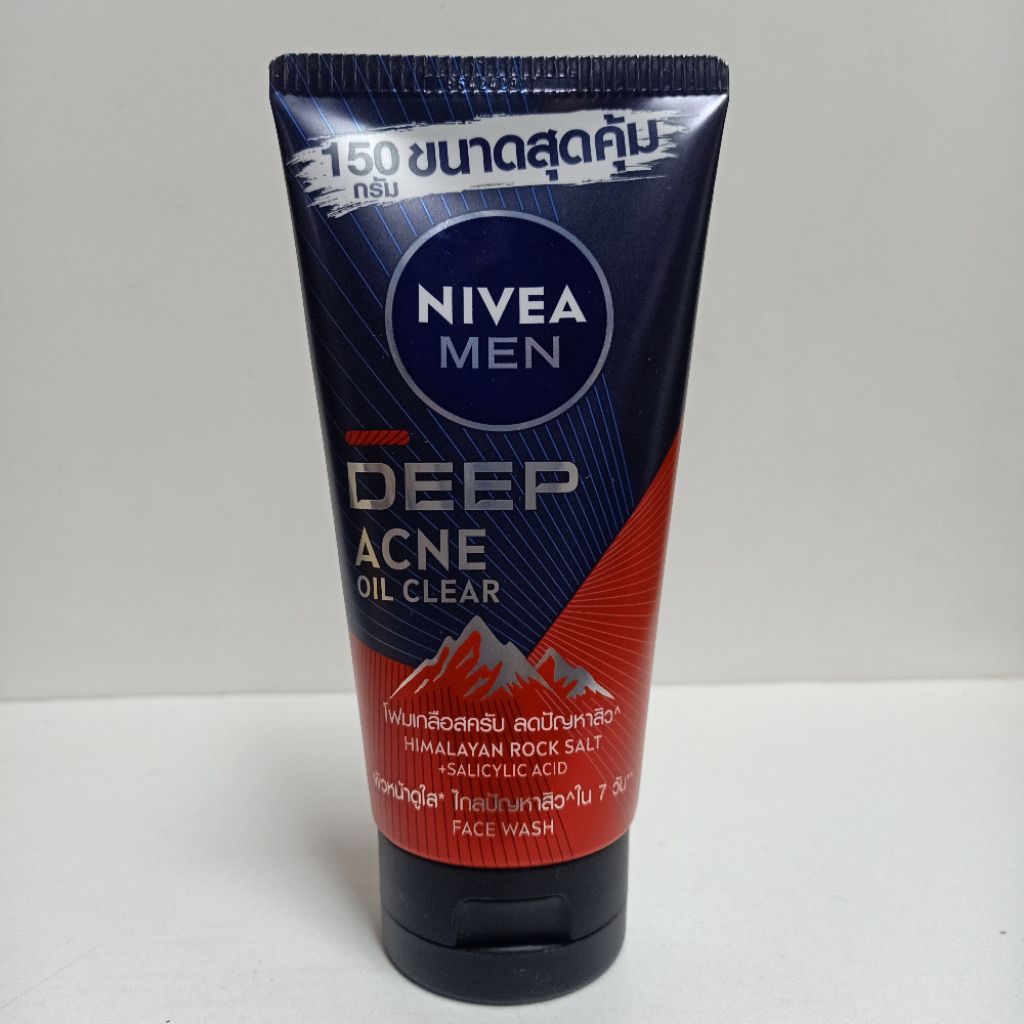 150 ขนาดสุดคุ้ม
กรัม
NIVEA
MEN
DEEP
ACNE
OIL CLEAR
โฟมเกลือสครับ ลดปัญหาสิว^
HIMALAYAN ROCK SALT
+SALICYLIC ACID
ผิวหน้าดูใส* ไกลปัญหาสิว^ใน 7 วัน**
FACE WASH